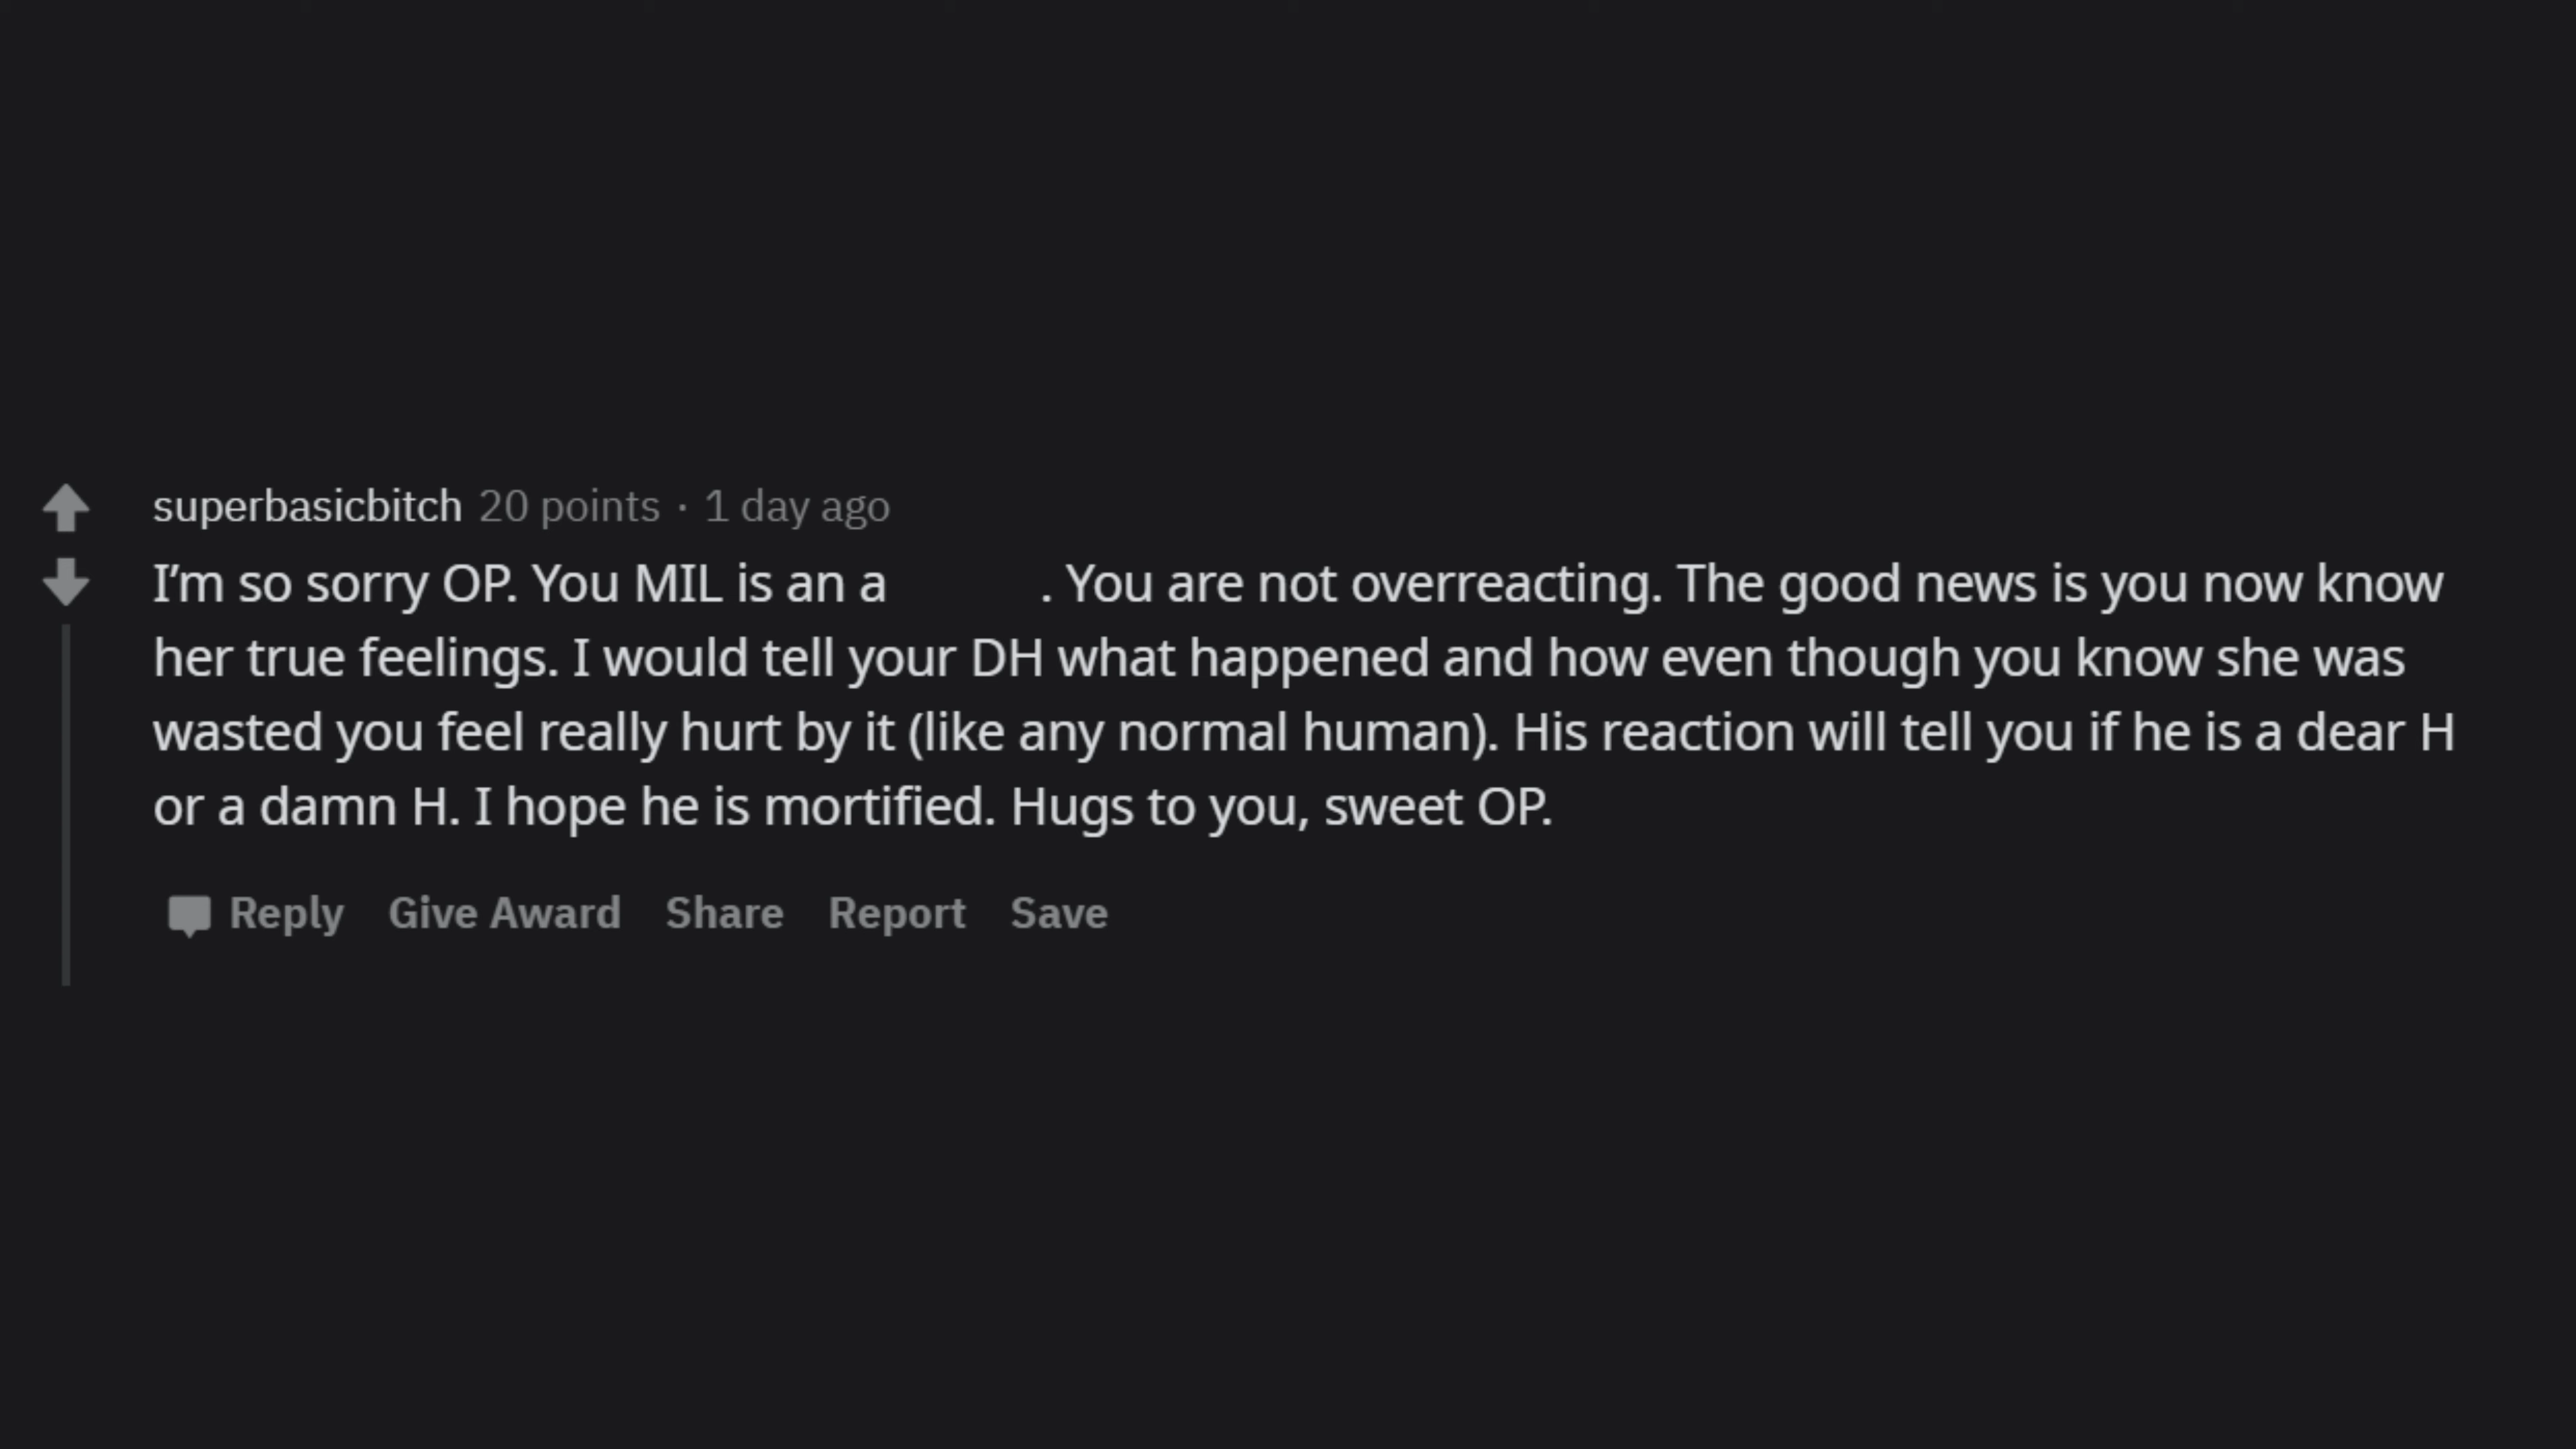 superbasicbitch 20 points · 1 day ago
I’m so sorry OP. You MIL is an a . You are not overreacting. The good news is you now know
her true feelings. I would tell your DH what happened and how even though you know she was
wasted you feel really hurt by it (like any normal human). His reaction will tell you if he is a dear H
or a damn H. I hope he is mortified. Hugs to you, sweet OP.
Reply Give Award Share Report Save